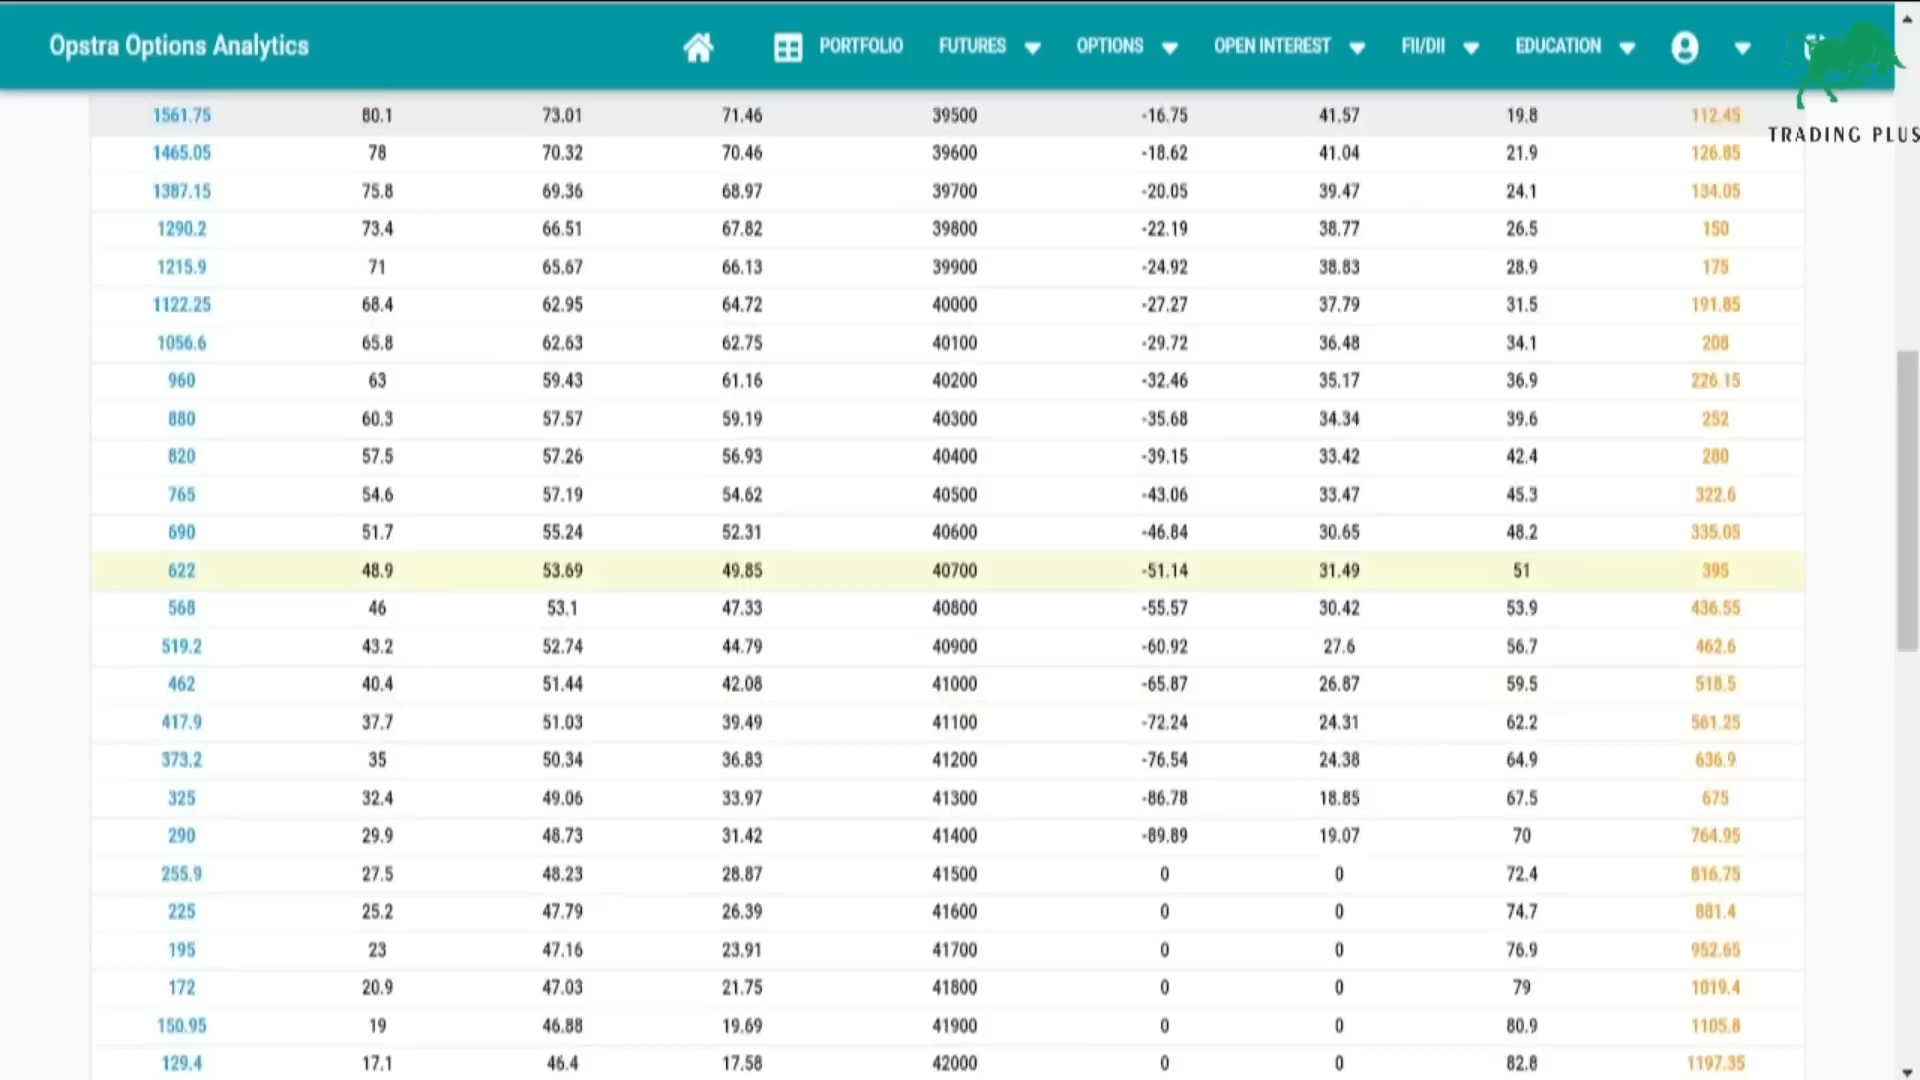 Opstra Options Analytics PORTFOLIO FUTURES OPTIONS OPEN INTEREST FII/DII EDUCATION
TRADING PLUS
1561.75 80.1 73.01 71.46 39500 -16.75 41.57 19.8 112.45
1465.05 78 70.32 70.46 39600 -18.62 41.04 21.9 126.85
1387.15 75.8 69.36 68.97 39700 -20.05 39.47 24.1 134.05
1290.2 73.4 66.51 67.82 39800 -22.19 38.77 26.5 150
1215.9 71 65.67 66.13 39900 -24.92 38.83 28.9 175
1122.25 68.4 62.95 64.72 40000 -27.27 37.79 31.5 191.85
1056.6 65.8 62.63 62.75 40100 -29.72 36.48 34.1 208
960 63 59.43 61.16 40200 -32.46 35.17 36.9 226.15
880 60.3 57.57 59.19 40300 -35.68 34.34 39.6 252
820 57.5 57.26 56.93 40400 -39.15 33.42 42.4 280
765 54.6 57.19 54.62 40500 -43.06 33.47 45.3 322.6
690 51.7 55.24 52.31 40600 -46.84 30.65 48.2 335.05
622 48.9 53.69 49.85 40700 -51.14 31.49 51 395
568 46 53.1 47.33 40800 -55.57 30.42 53.9 436.55
519.2 43.2 52.74 44.79 40900 -60.92 27.6 56.7 462.6
462 40.4 51.44 42.08 41000 -65.87 26.87 59.5 518.5
417.9 37.7 51.03 39.49 41100 -72.24 24.31 62.2 561.25
373.2 35 50.34 36.83 41200 -76.54 24.38 64.9 636.9
325 32.4 49.06 33.97 41300 -86.78 18.85 67.5 675
290 29.9 48.73 31.42 41400 -89.89 19.07 70 764.95
255.9 27.5 48.23 28.87 41500 0 0 72.4 816.75
225 25.2 47.79 26.39 41600 0 0 74.7 881.4
195 23 47.16 23.91 41700 0 0 76.9 952.65
172 20.9 47.03 21.75 41800 0 0 79 1019.4
150.95 19 46.88 19.69 41900 0 0 80.9 1105.8
129.4 17.1 46.4 17.58 42000 0 0 82.8 1197.35